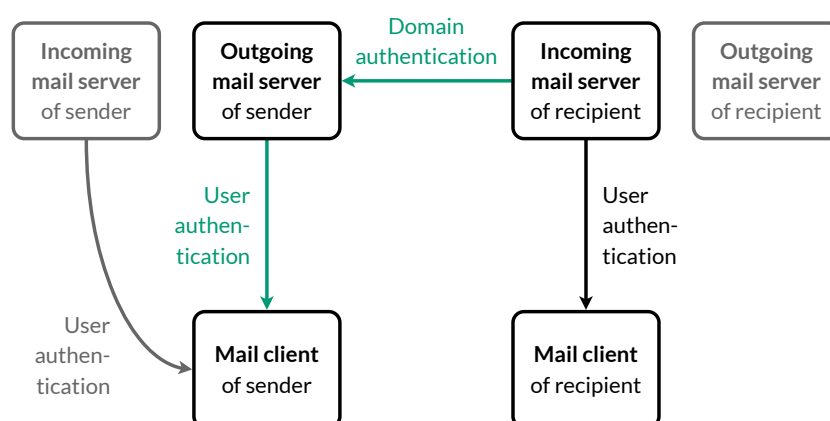 Incoming
mail server
of sender
Outgoing
mail server
of sender
Domain
authentication
Incoming
mail server
of recipient
Outgoing
mail server
of recipient
User
authen-
tication
User
authen-
tication
User
authen-
tication
Mail client
of sender
Mail client
of recipient